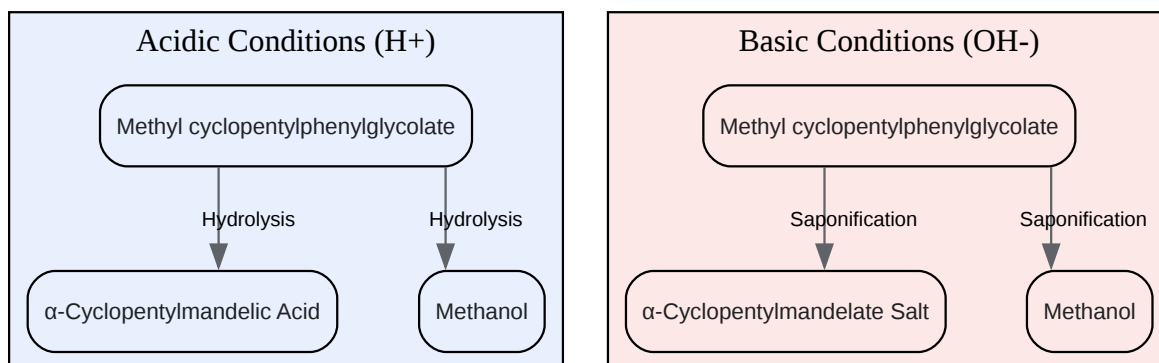 Acidic Conditions (H+)
Methyl cyclopentylphenylglycolate
Hydrolysis
Hydrolysis
α-Cyclopentylmandelic Acid
Methanol
Basic Conditions (OH-)
Methyl cyclopentylphenylglycolate
Saponification
Saponification
α-Cyclopentylmandelate Salt
Methanol